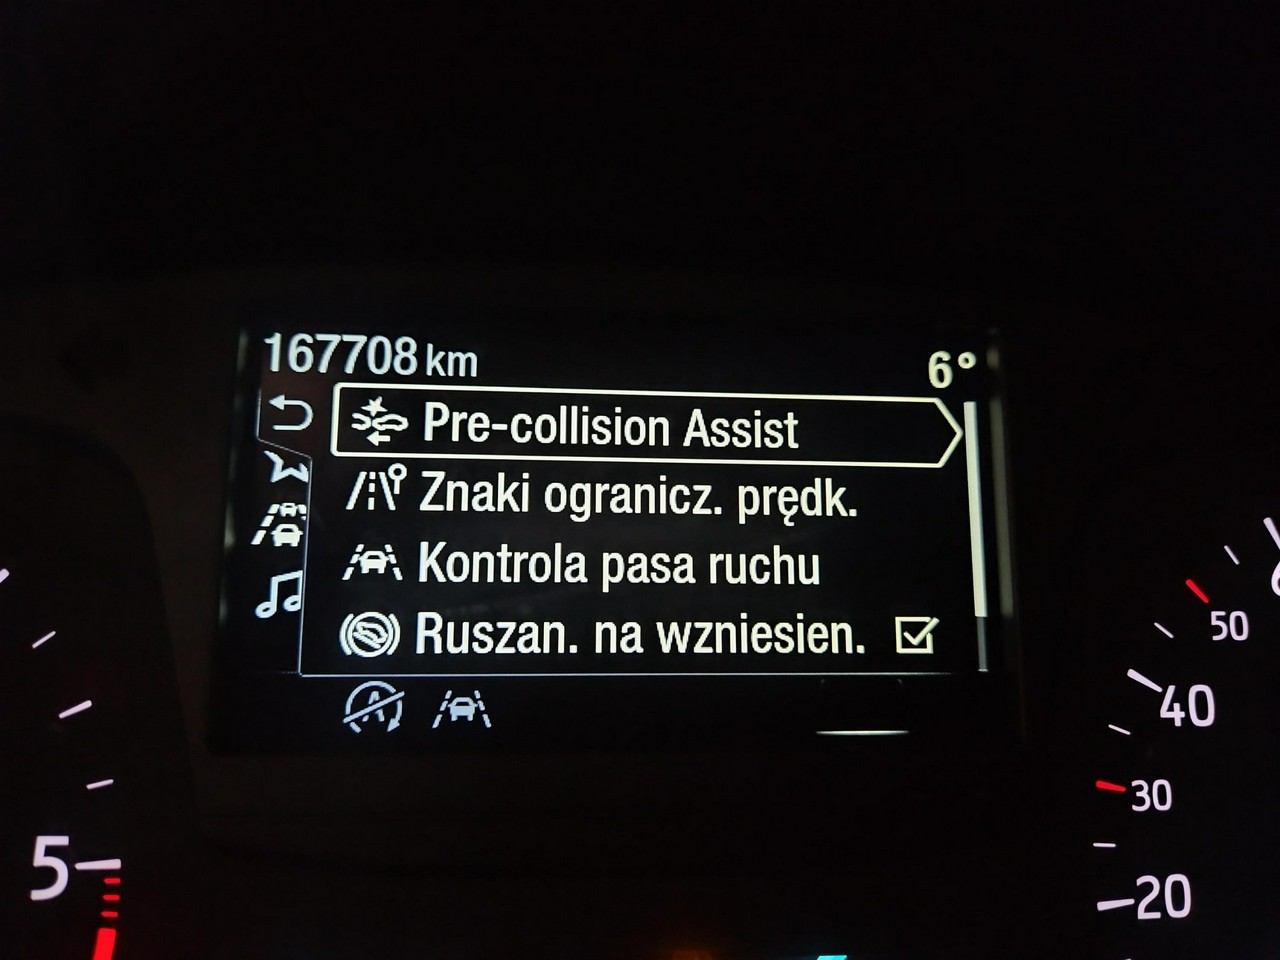 167708 km
6°
Pre-collision Assist
Znaki ogranicz. prędk.
Kontrola pasa ruchu
Ruszan. na wzniesien.
A
5
50
40
30
20